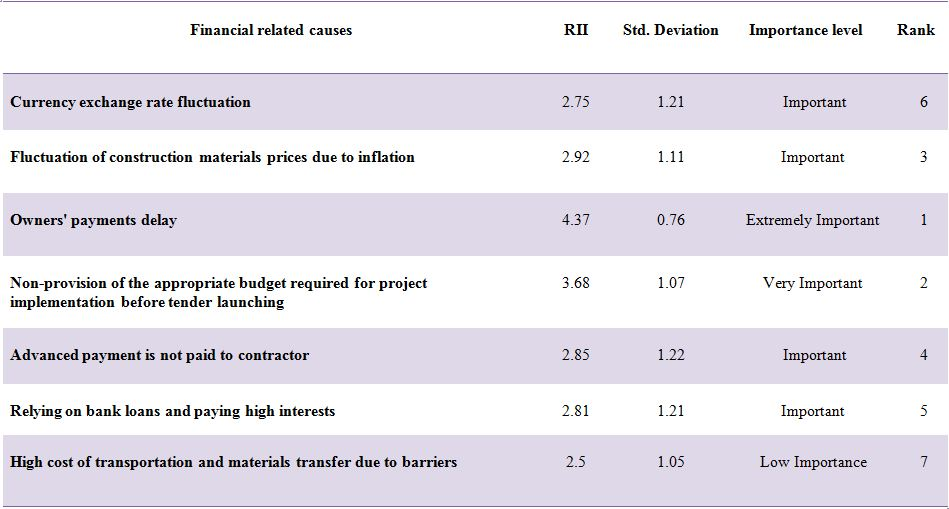 Financial related causes RII Std. Deviation Importance level Rank
Currency exchange rate fluctuation 2.75 1.21 Important 6
Fluctuation of construction materials prices due to inflation 2.92 1.11 Important 3
Owners' payments delay 4.37 0.76 Extremely Important 1
Non-provision of the appropriate budget required for project
implementation before tender launching 3.68 1.07 Very Important 2
Advanced payment is not paid to contractor 2.85 1.22 Important 4
Relying on bank loans and paying high interests 2.81 1.21 Important 5
High cost of transportation and materials transfer due to barriers 2.5 1.05 Low Importance 7